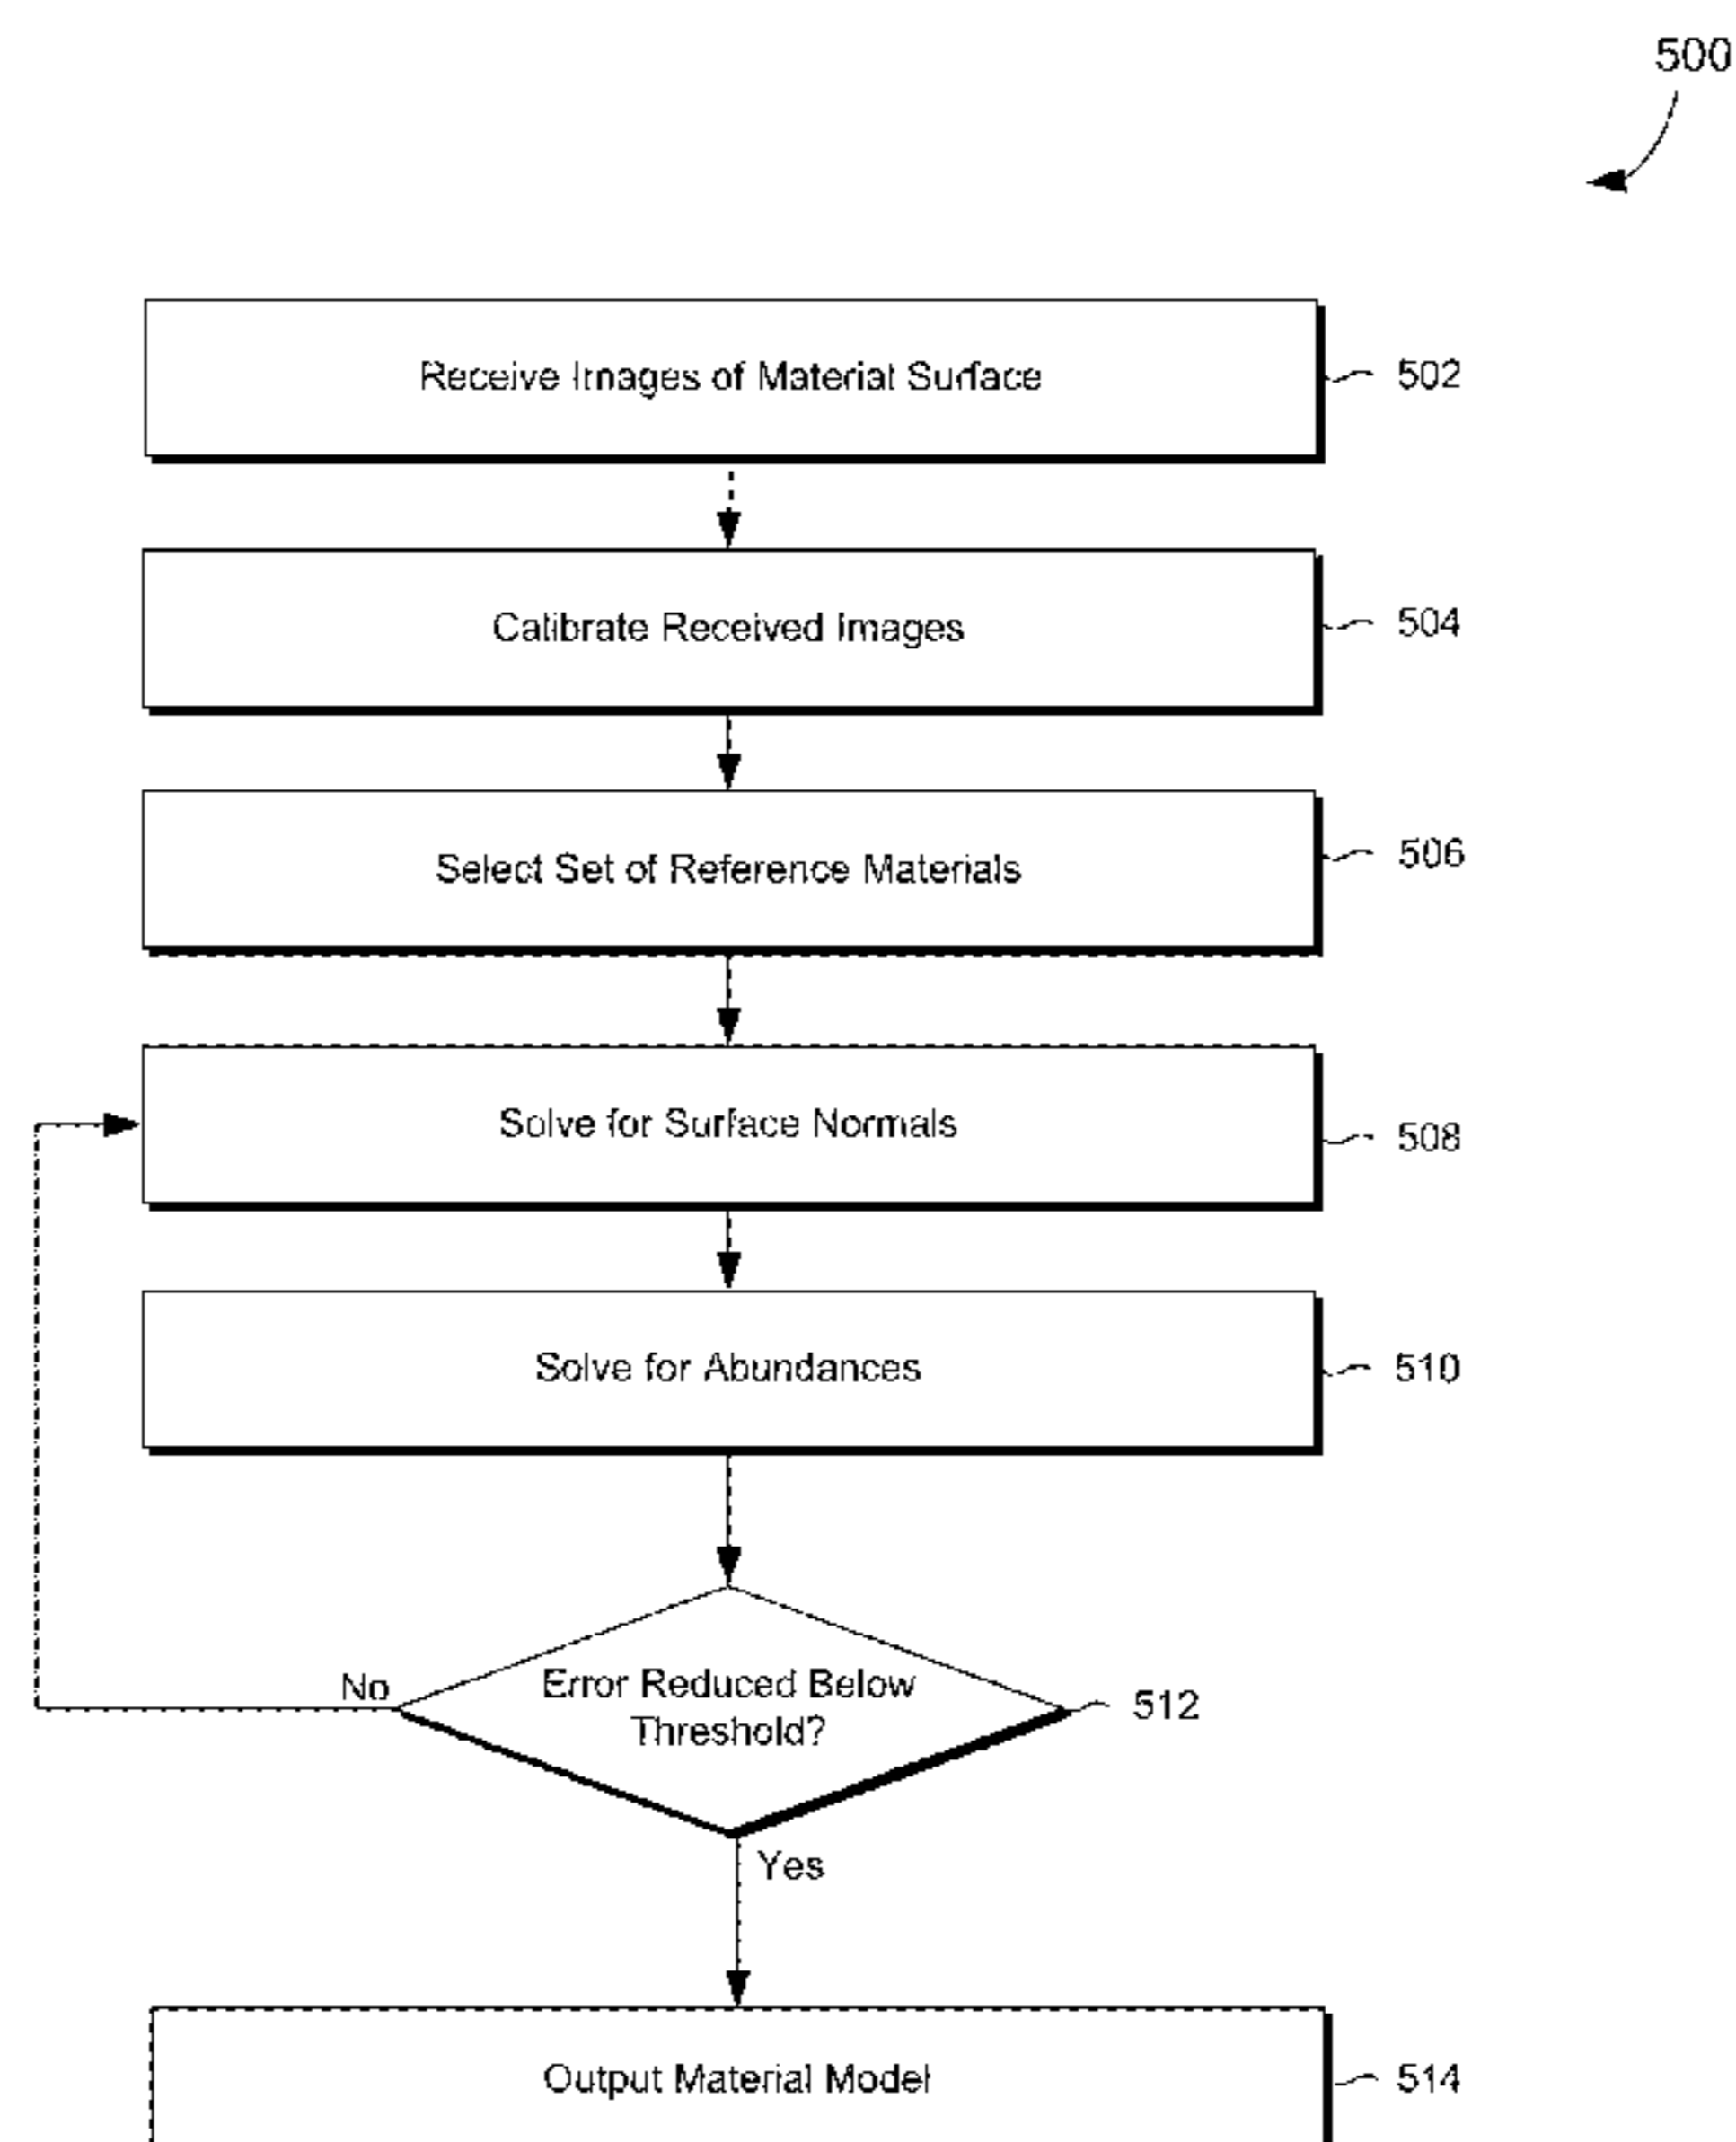 500
Receive Images of Material Surface
502
Calibrate Received Images
504
Select Set of Reference Materials
506
Solve for Surface Normals
508
Solve for Abundances
510
No
Error Reduced Below
Threshold?
512
Yes
Output Material Model
514